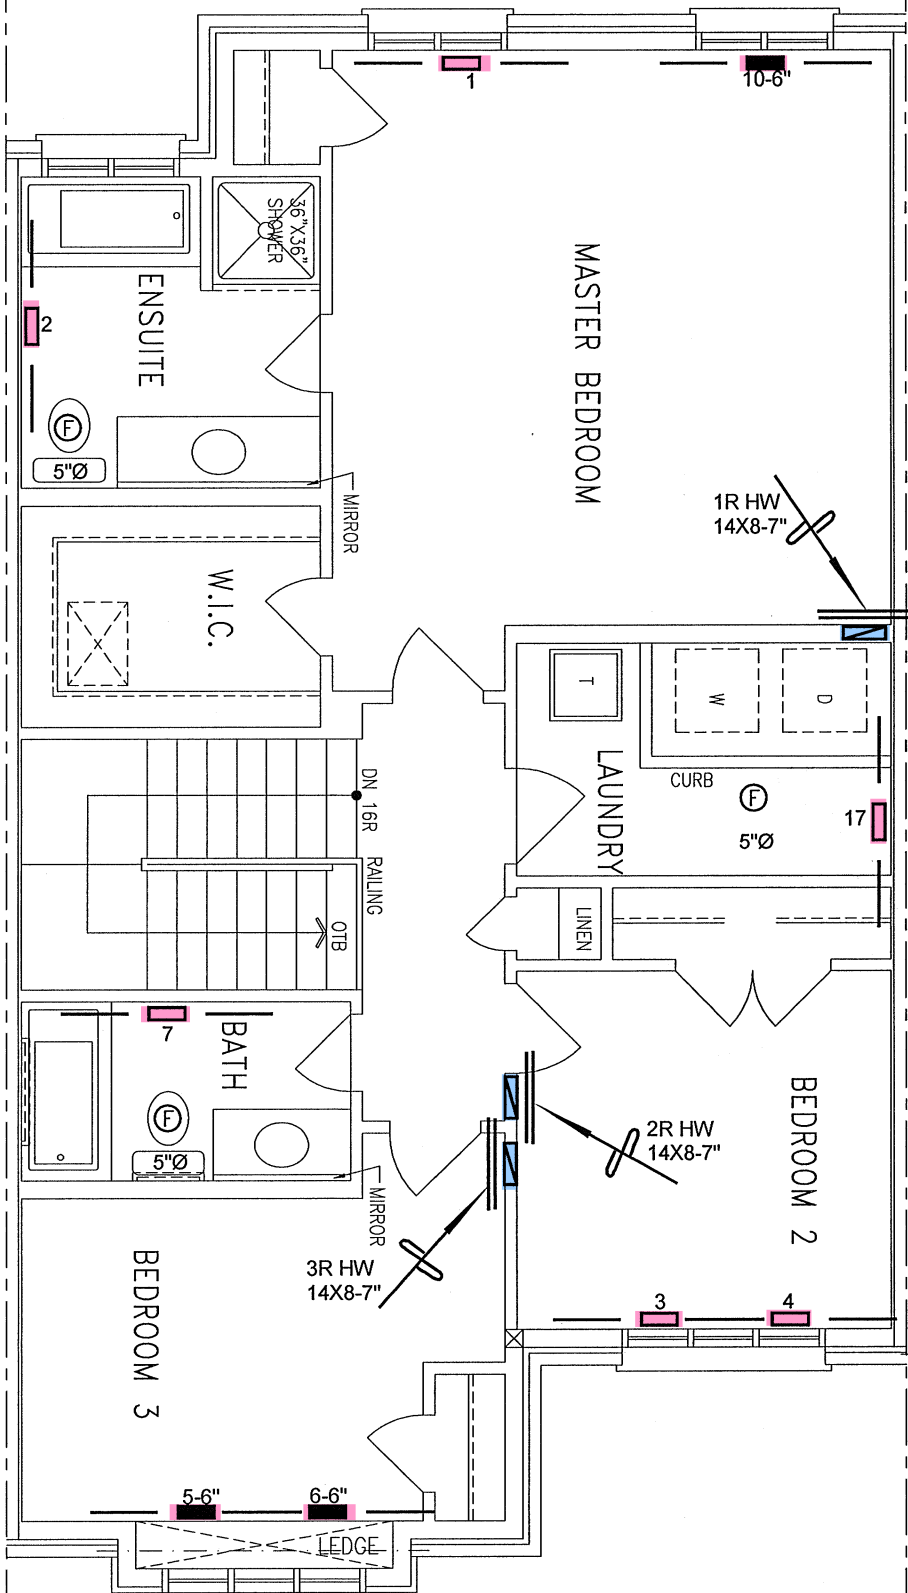 1
10-6"
36"X36"
SHOWER
MASTER BEDROOM
ENSUITE
2
F
5"Ø
MIRROR
1R HW
14X8-7"
W.I.C.
T
W
D
LAUNDRY
CURB
F
5"Ø
17
DN 16R
RAILING
OTB
LINEN
7
BATH
F
5"Ø
MIRROR
BEDROOM 2
2R HW
14X8-7"
3R HW
14X8-7"
BEDROOM 3
3
4
5-6"
6-6"
LEDGE